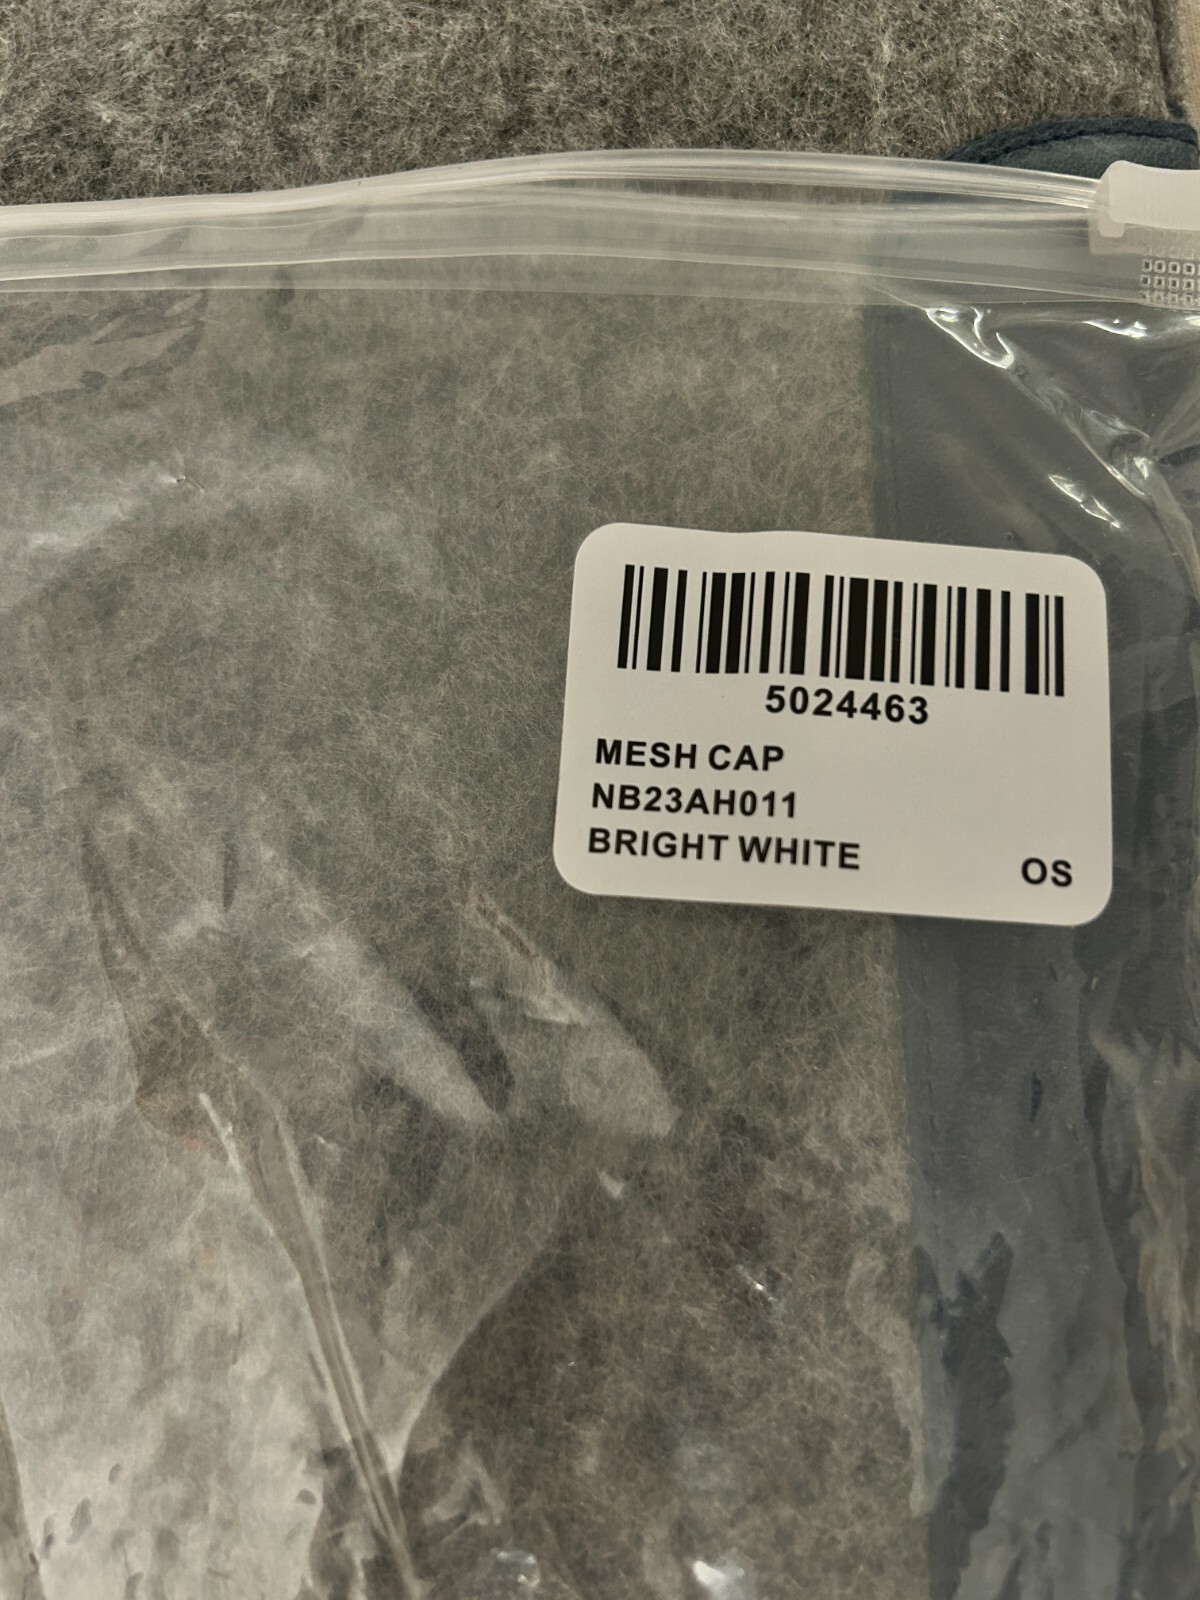 5024463
MESH CAP
NB23AH011
BRIGHT WHITE
OS